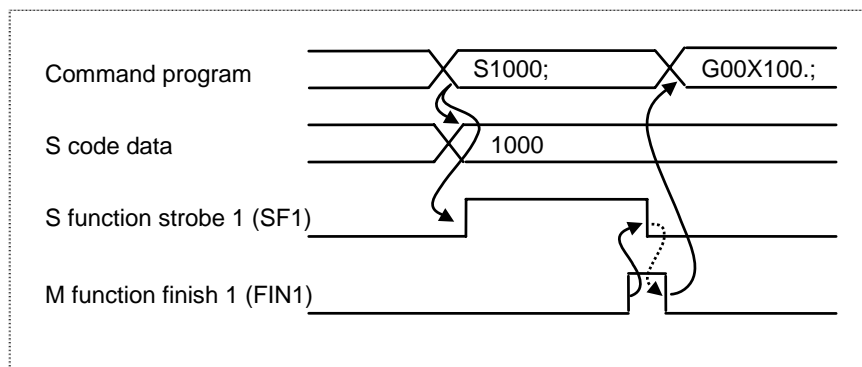 Command program S1000; G00X100.;
S code data 1000
S function strobe 1 (SF1)
M function finish 1 (FIN1)